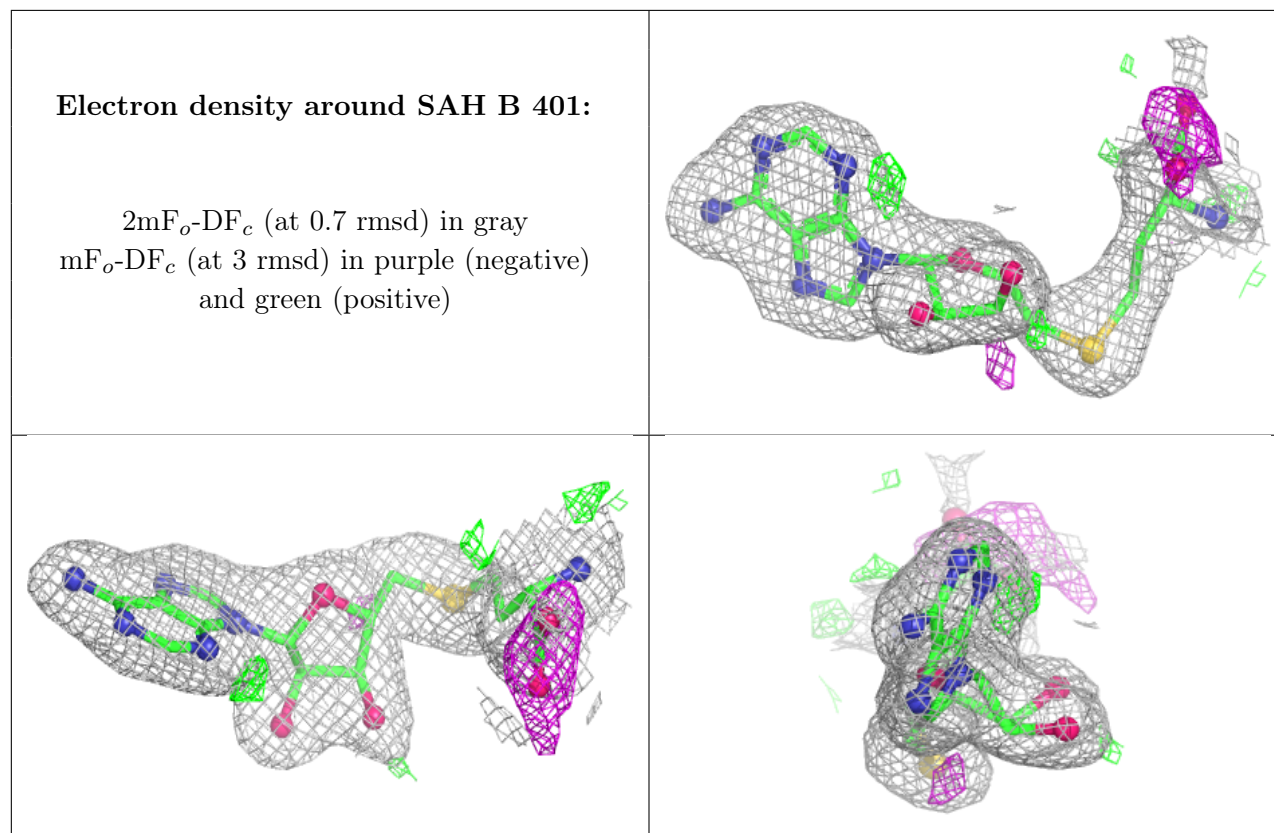 Electron density around SAH B 401:
2mFo-DFc (at 0.7 rmsd) in gray
mFo-DFc (at 3 rmsd) in purple (negative)
and green (positive)